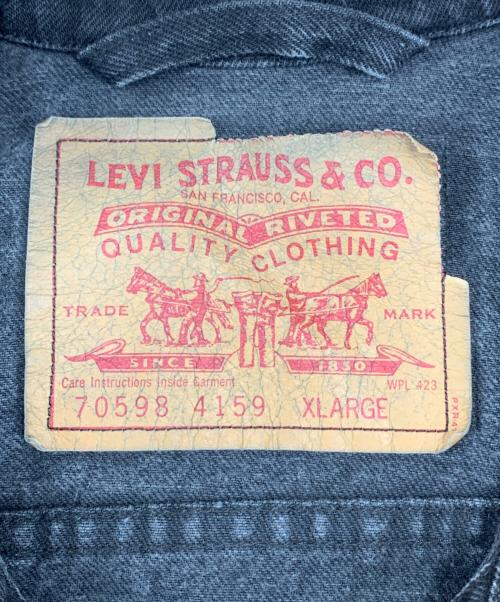 LEVI STRAUSS & CO.
SAN FRANCISCO, CAL.
ORIGINAL RIVETED
QUALITY CLOTHING
TRADE MARK
SINCE 1850
Care Instructions Inside Garment WPL 423
70598 4159 XLARGE
PXR41